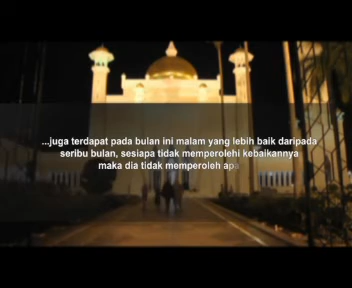 ...juga terdapat pada bulan ini malam yang lebih baik daripada
seribu bulan, sesiapa tidak memperolehi kebaikannya
maka dia tidak memperoleh apa